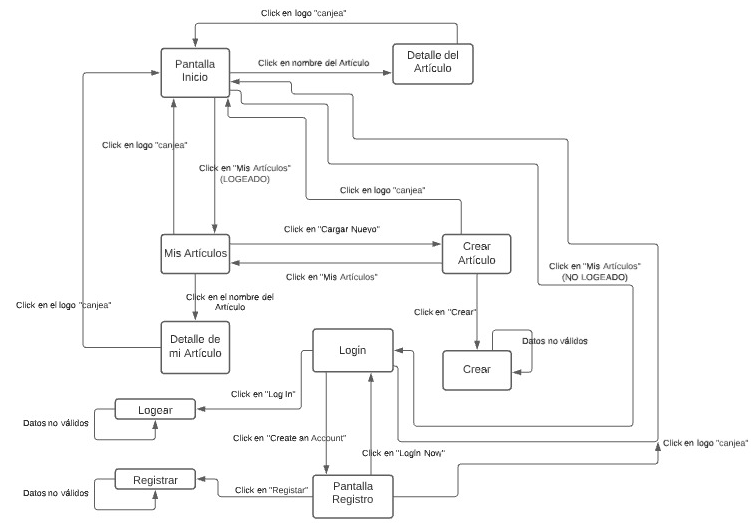 Click en logo "canjea"
Pantalla
Inicio
Click en nombre del Artículo
Detalle del
Artículo
Click en logo "canjea"
Click en "Mis Artículos"
(LOGEADO)
Click en logo "canjea"
Mis Artículos
Click en "Cargar Nuevo"
Crear
Artículo
Click en "Mis Artículos"
Click en "Mis Artículos"
(NO LOGEADO)
Click en el nombre del
Artículo
Click en el logo "canjea"
Click en "Crear"
Detalle de
mi Artículo
Login
Crear
Datos no válidos
Click en "Log In"
Logear
Datos no válidos
Click en "Create an Account"
Click en "Login Now"
Click en logo "canjea"
Registrar
Datos no válidos
Click en "Registar"
Pantalla
Registro